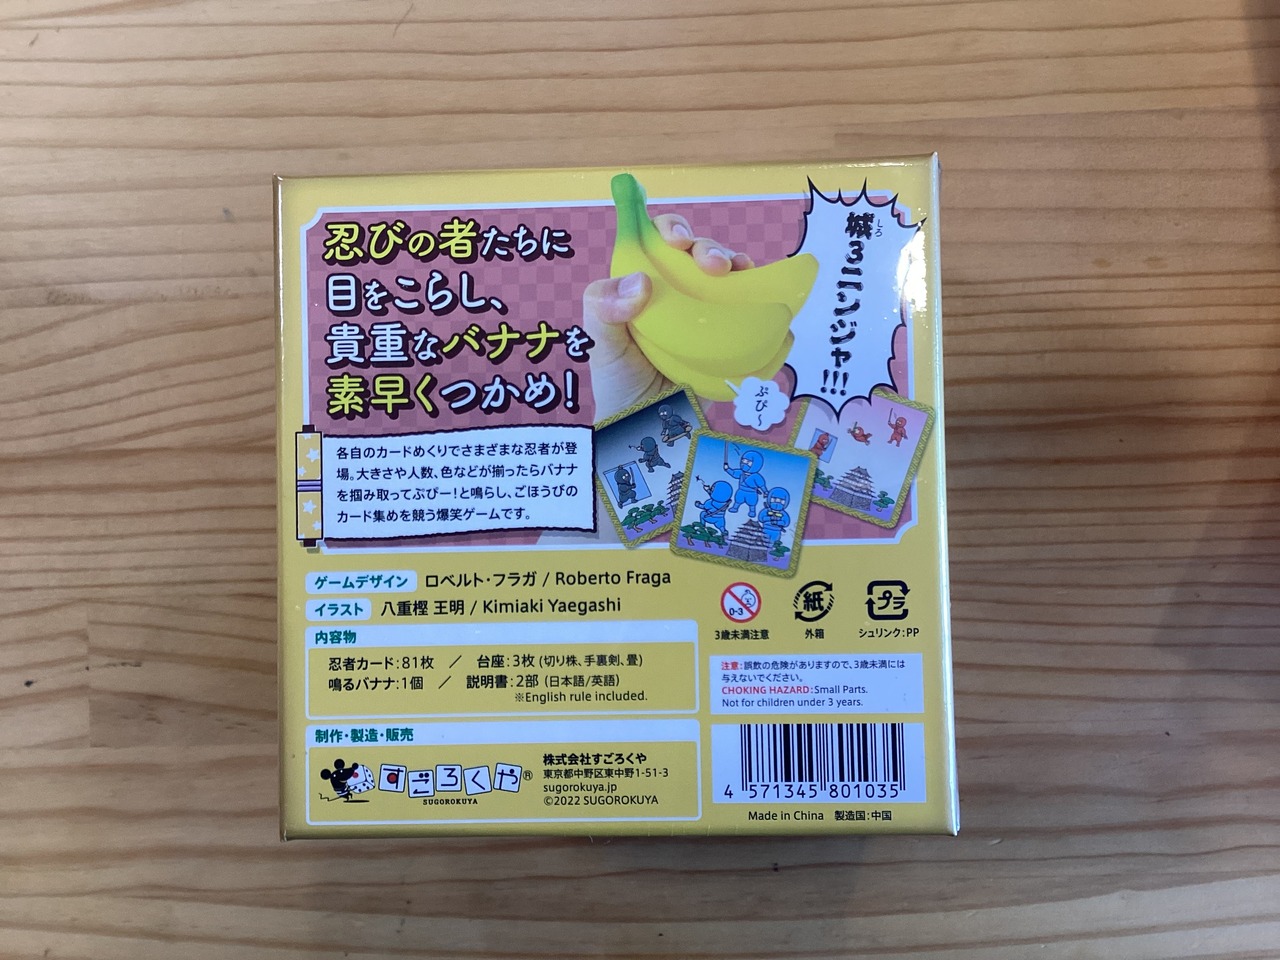 忍びの者たちに
目をこらし、
貴重なバナナを
素早くつかめ!
城3ニンジャ!!!
しろ
ぷぴ〜
各自のカードめくりでさまざまな忍者が登
場。大きさや人数、色などが揃ったらバナナ
を掴み取ってぷぴー!と鳴らし、ごほうびの
カード集めを競う爆笑ゲームです。
ゲームデザイン ロベルト・フラガ / Roberto Fraga
イラスト 八重樫 王明 / Kimiaki Yaegashi
内容物
忍者カード:81枚 / 台座:3枚 (切り株、手裏剣、畳)
鳴るバナナ:1個 / 説明書:2部 (日本語/英語)
※English rule included.
制作・製造・販売
すごろくや®
SUGOROKUYA
株式会社すごろくや
東京都中野区東中野1-51-3
sugorokuya.jp
©2022 SUGOROKUYA
0-3
3歳未満注意
紙
外箱
プラ
シュリンク:PP
注意:誤飲の危険がありますので、3歳未満には
与えないでください。
CHOKING HAZARD:Small Parts.
Not for children under 3 years.
4 571345 801035
Made in China 製造国:中国